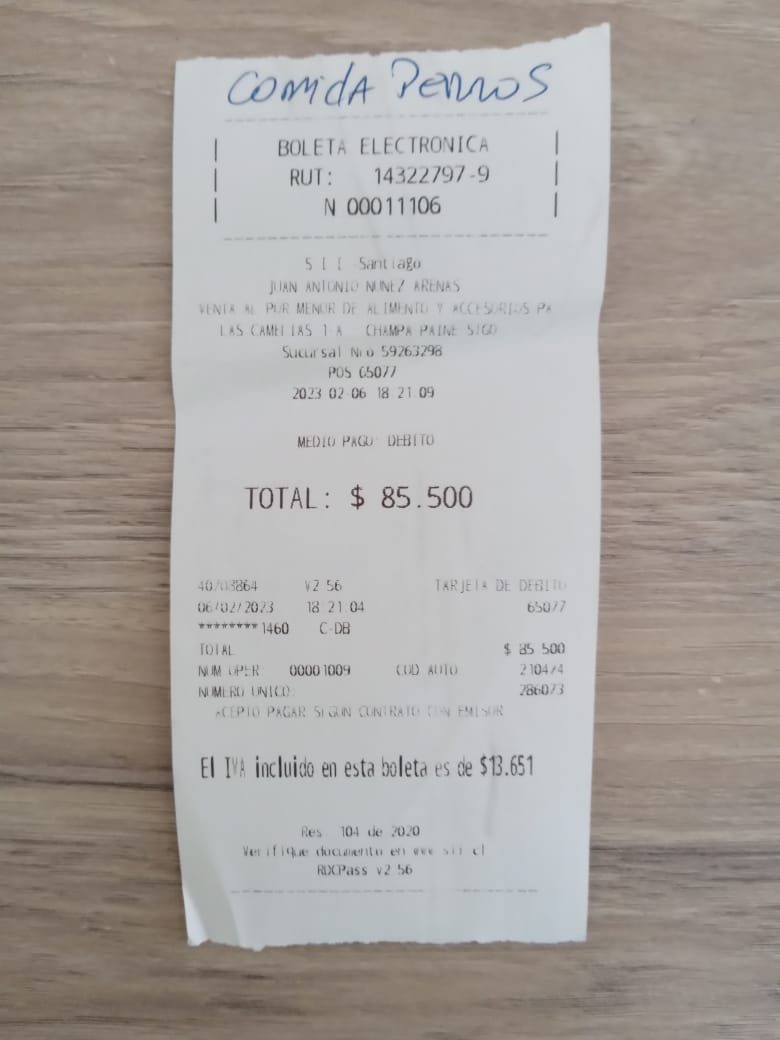 COMIDA PERROS
BOLETA ELECTRONICA
RUT: 14322797-9
N 00011106
S I I Santiago
JUAN ANTONIO NUNEZ ARENAS
VENTA AL POR MENOR DE ALIMENTO Y ACCESORIOS PA
LAS CAMELIAS 1-A CHAMPA PAINE
Sucursal Nro 59263298
POS 65077
2023 02-06 18 21 09
MEDIO PAGO: DEBITO
TOTAL: $ 85.500
V2 56 TARJETA DE DEBITO
06/02/2023 18 21.04 65077
********1460 C-DB
TOTAL $ 85 500
NUM OPER 00001009 COD AUTO 210474
NUMERO UNICO: 286073
ACEPTO PAGAR SEGUN CONTRATO CON EMISOR
El IVA incluido en esta boleta es de $13.651
Res 104 de 2020
Verifique documento en www sii cl
v2 56